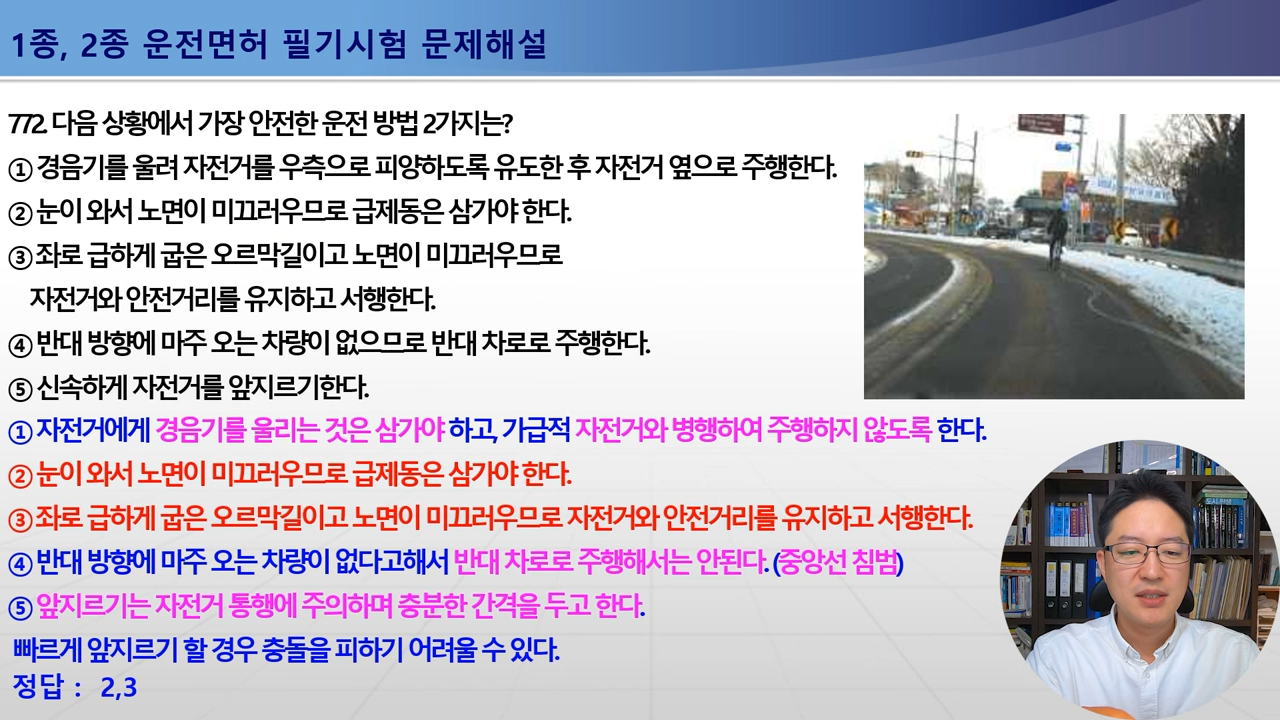 1종, 2종 운전면허 필기시험 문제해설
772. 다음 상황에서 가장 안전한 운전 방법 2가지는?
① 경음기를 울려 자전거를 우측으로 피양하도록 유도한 후 자전거 옆으로 주행한다.
② 눈이 와서 노면이 미끄러우므로 급제동은 삼가야 한다.
③ 좌로 급하게 굽은 오르막길이고 노면이 미끄러우므로
자전거와 안전거리를 유지하고 서행한다.
④ 반대 방향에 마주 오는 차량이 없으므로 반대 차로로 주행한다.
⑤ 신속하게 자전거를 앞지르기한다.
① 자전거에게 경음기를 울리는 것은 삼가야 하고, 가급적 자전거와 병행하여 주행하지 않도록 한다.
② 눈이 와서 노면이 미끄러우므로 급제동은 삼가야 한다.
③ 좌로 급하게 굽은 오르막길이고 노면이 미끄러우므로 자전거와 안전거리를 유지하고 서행한다.
④ 반대 방향에 마주 오는 차량이 없다고해서 반대 차로로 주행해서는 안된다. (중앙선 침범)
⑤ 앞지르기는 자전거 통행에 주의하며 충분한 간격을 두고 한다.
빠르게 앞지르기 할 경우 충돌을 피하기 어려울 수 있다.
정답 : 2,3